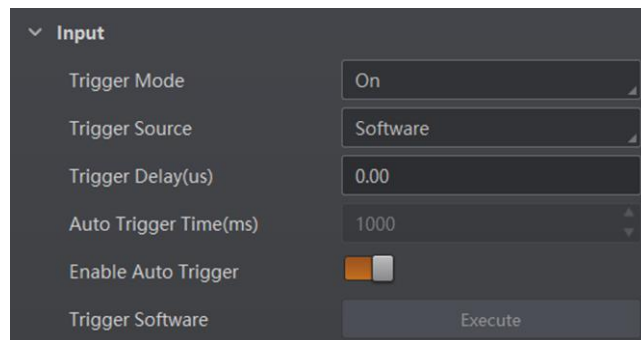 Input
Trigger Mode On
Trigger Source Software
Trigger Delay(us) 0.00
Auto Trigger Time(ms) 1000
Enable Auto Trigger
Trigger Software Execute